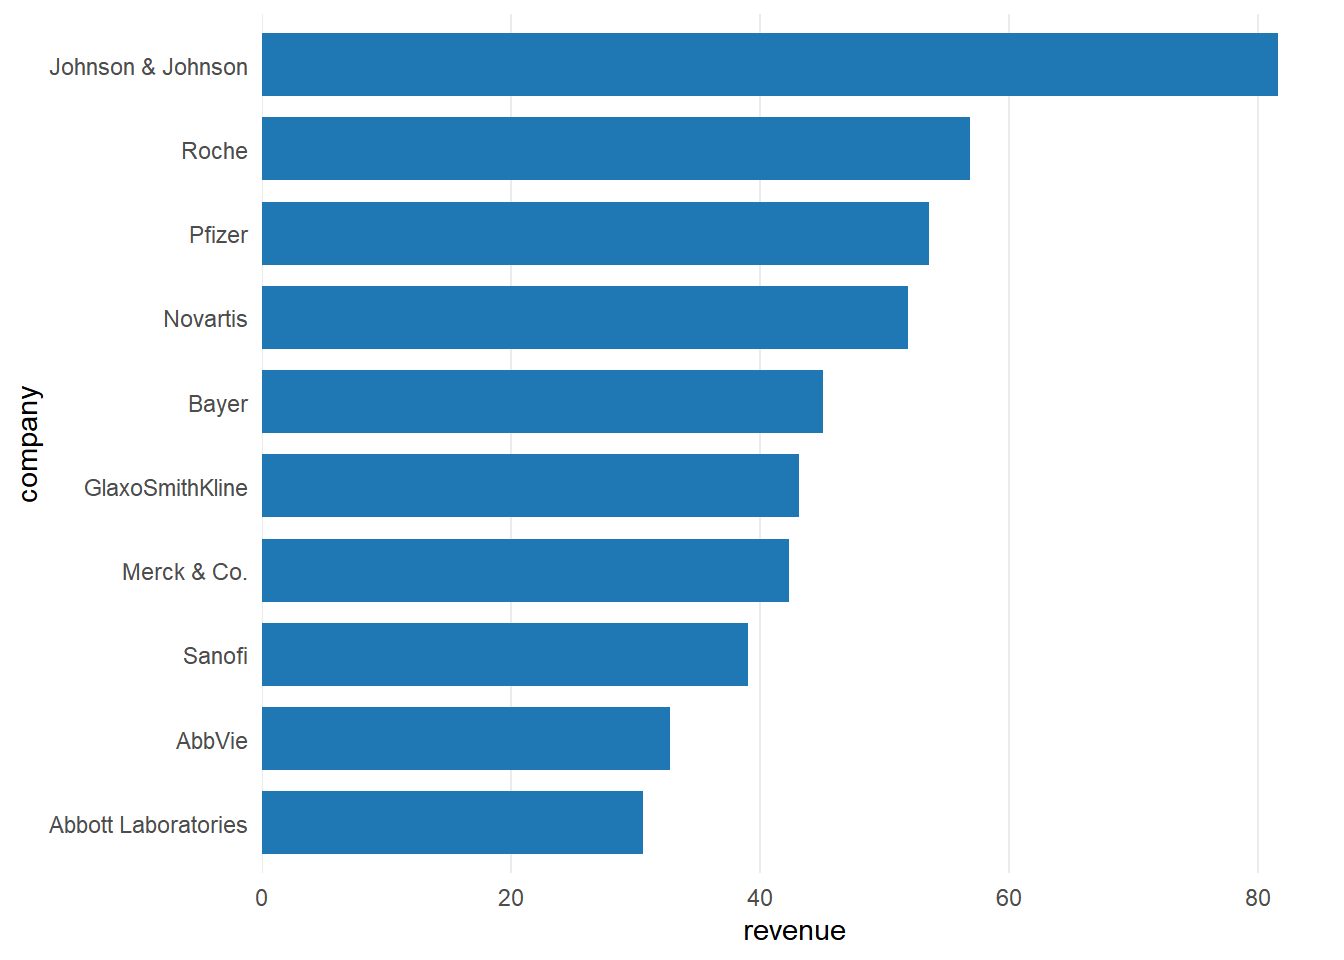 Johnson & Johnson
Roche
Pfizer
Novartis
Bayer
GlaxoSmithKline
Merck & Co.
Sanofi
AbbVie
Abbott Laboratories
company
0 20 40 60 80
revenue